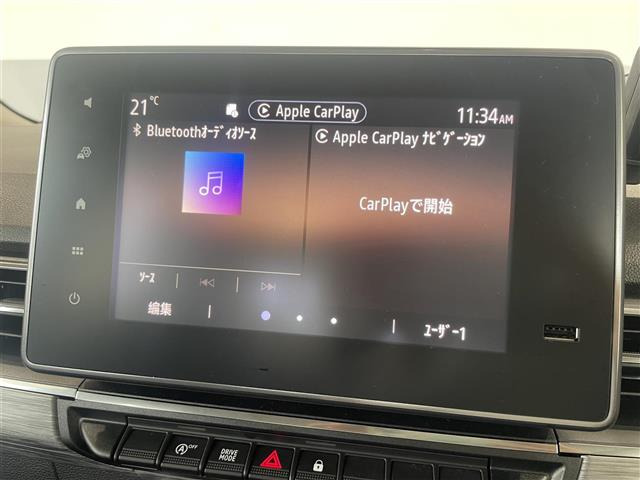 21℃
Apple CarPlay
11:34AM
Bluetoothｵｰﾃﾞｨｵｿｰｽ
Apple CarPlay ﾅﾋﾞｹﾞｰｼｮﾝ
CarPlayで開始
ｿｰｽ
編集
ﾕｰｻﾞｰ1
OFF
DRIVE
MODE